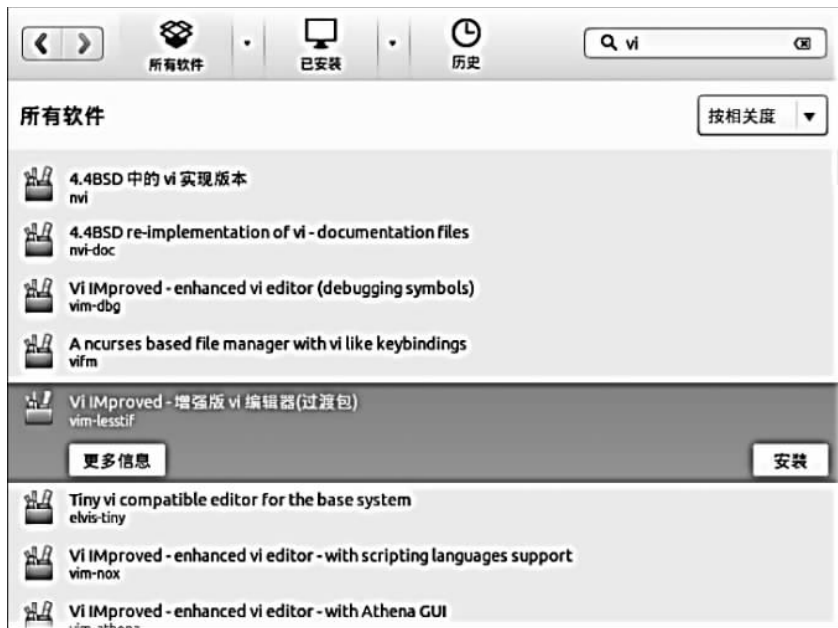 所有软件
已安装
历史
vi
所有软件
按相关度
4.4BSD 中的 vi 实现版本
nvi
4.4BSD re-implementation of vi - documentation files
nvi-doc
Vi IMproved - enhanced vi editor (debugging symbols)
vim-dbg
A ncurses based file manager with vi like keybindings
vifm
Vi IMproved - 增强版 vi 编辑器(过渡包)
vim-lesstif
更多信息
安装
Tiny vi compatible editor for the base system
elvis-tiny
Vi IMproved - enhanced vi editor - with scripting languages support
vim-nox
Vi IMproved - enhanced vi editor - with Athena GUI
vim-athena